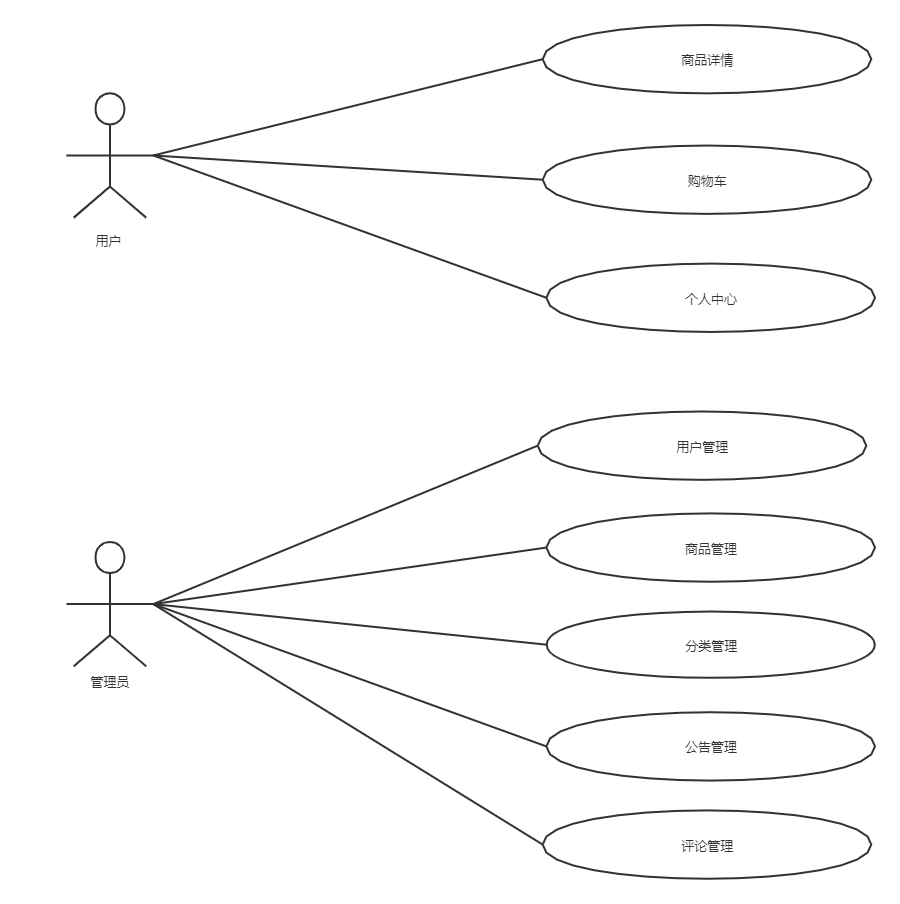 商品详情
购物车
用户
个人中心
用户管理
商品管理
分类管理
管理员
公告管理
评论管理